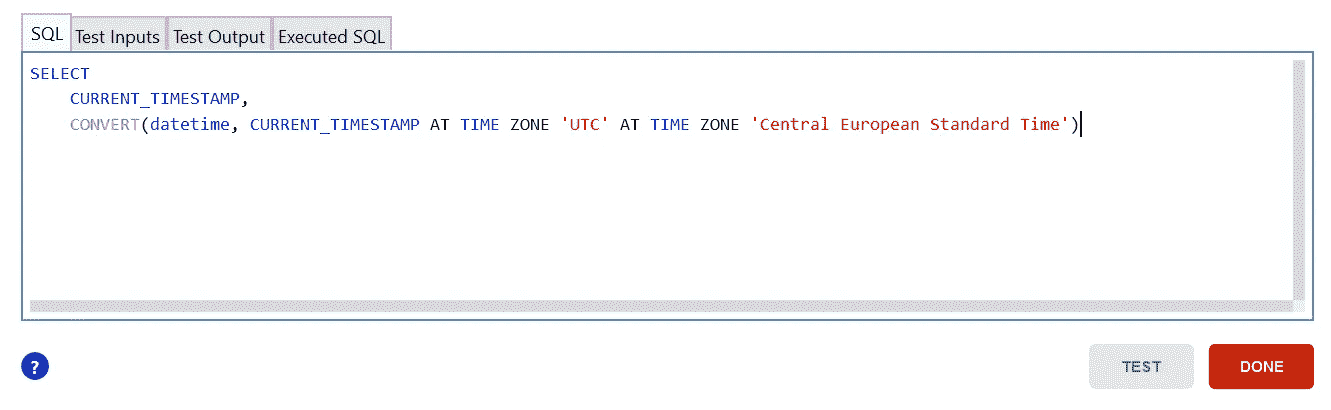 SQL Test Inputs Test Output Executed SQL
SELECT
CURRENT_TIMESTAMP,
CONVERT(datetime, CURRENT_TIMESTAMP AT TIME ZONE 'UTC' AT TIME ZONE 'Central European Standard Time')
? TEST DONE